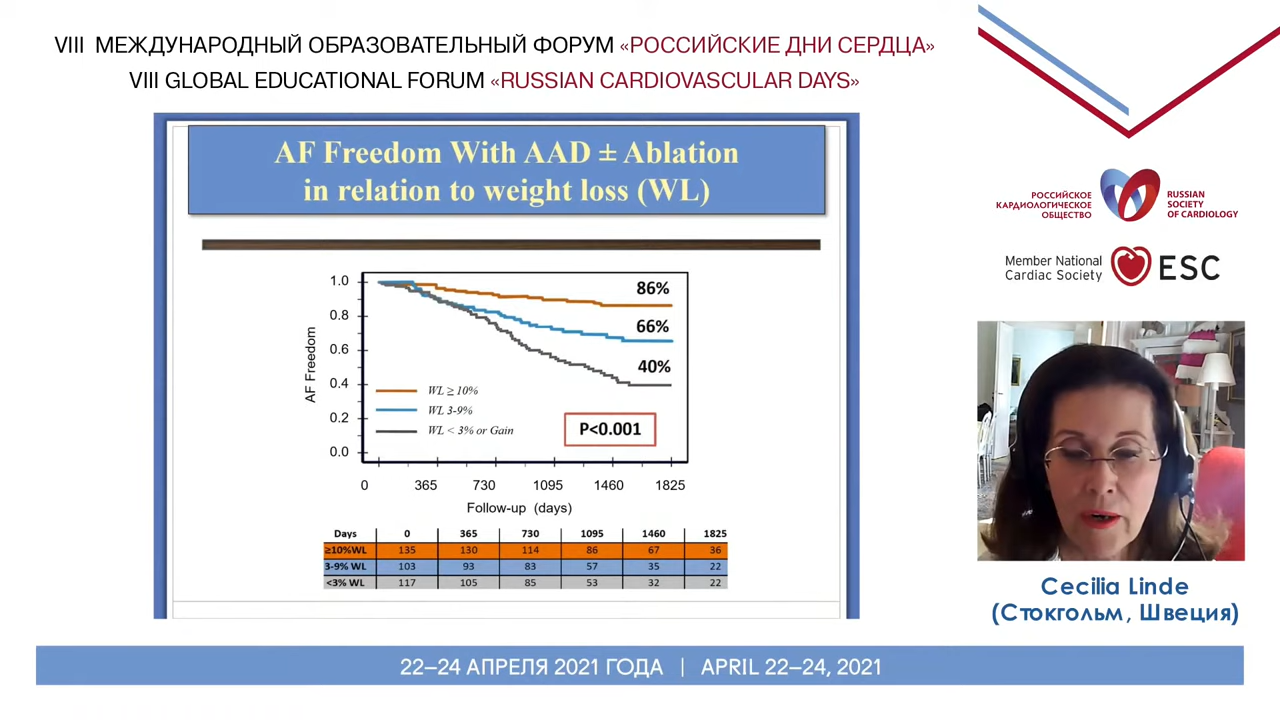 VIII МЕЖДУНАРОДНЫЙ ОБРАЗОВАТЕЛЬНЫЙ ФОРУМ «РОССИЙСКИЕ ДНИ СЕРДЦА»
VIII GLOBAL EDUCATIONAL FORUM «RUSSIAN CARDIOVASCULAR DAYS»
AF Freedom With AAD ± Ablation
in relation to weight loss (WL)
1.0
0.8
0.6
0.4
0.2
0.0
AF Freedom
86%
66%
40%
WL ≥ 10%
WL 3-9%
WL < 3% or Gain
P<0.001
0 365 730 1095 1460 1825
Follow-up (days)
Days 0 365 730 1095 1460 1825
≥10%WL 135 130 114 86 67 36
3-9% WL 103 93 83 57 35 22
<3% WL 117 105 85 53 32 22
РОССИЙСКОЕ
КАРДИОЛОГИЧЕСКОЕ
ОБЩЕСТВО
RUSSIAN
SOCIETY
OF CARDIOLOGY
Member National
Cardiac Society
ESC
Cecilia Linde
(Стокгольм, Швеция)
22–24 АПРЕЛЯ 2021 ГОДА | APRIL 22–24, 2021